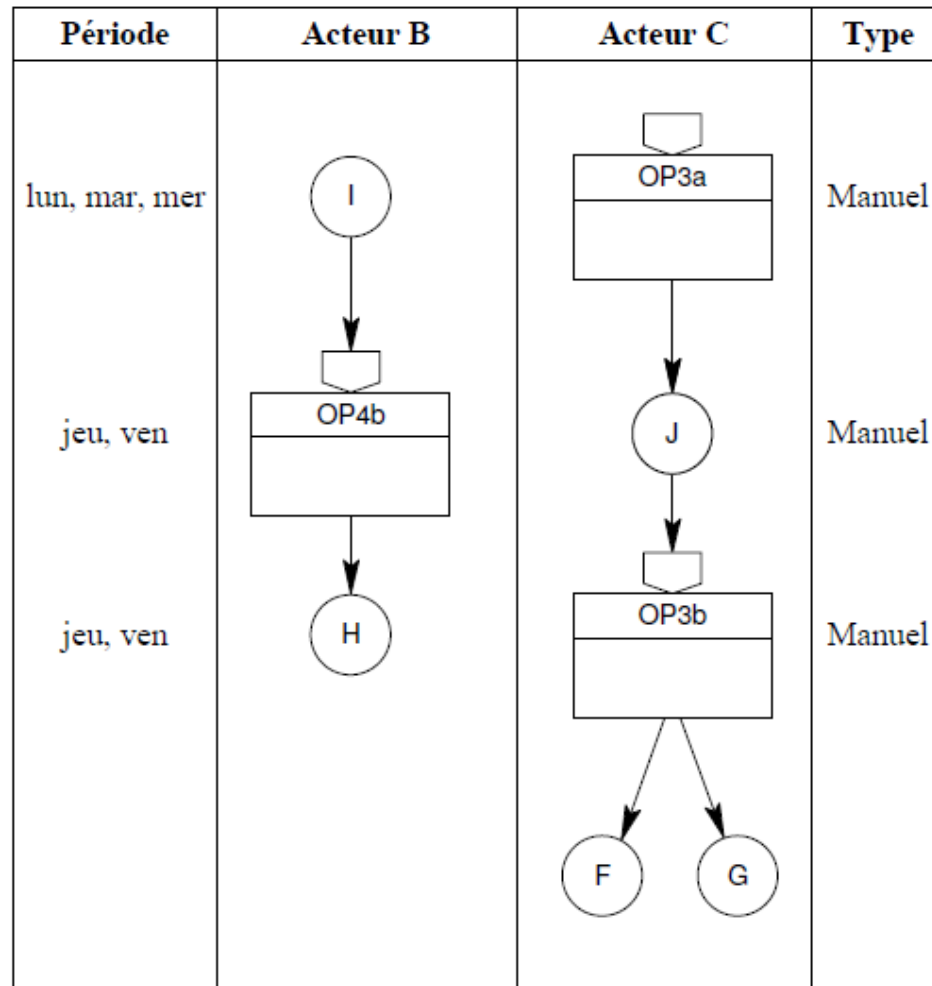 Période Acteur B Acteur C Type
lun, mar, mer I OP3a Manuel
jeu, ven OP4b J Manuel
jeu, ven H OP3b Manuel
F G